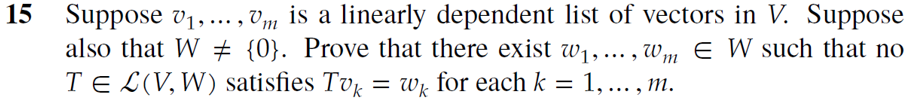 15 Suppose v₁, … , vₘ is a linearly dependent list of vectors in V. Suppose
also that W ≠ {0}. Prove that there exist w₁, … , wₘ ∈ W such that no
T ∈ ℒ(V, W) satisfies Tvₖ = wₖ for each k = 1, … , m.